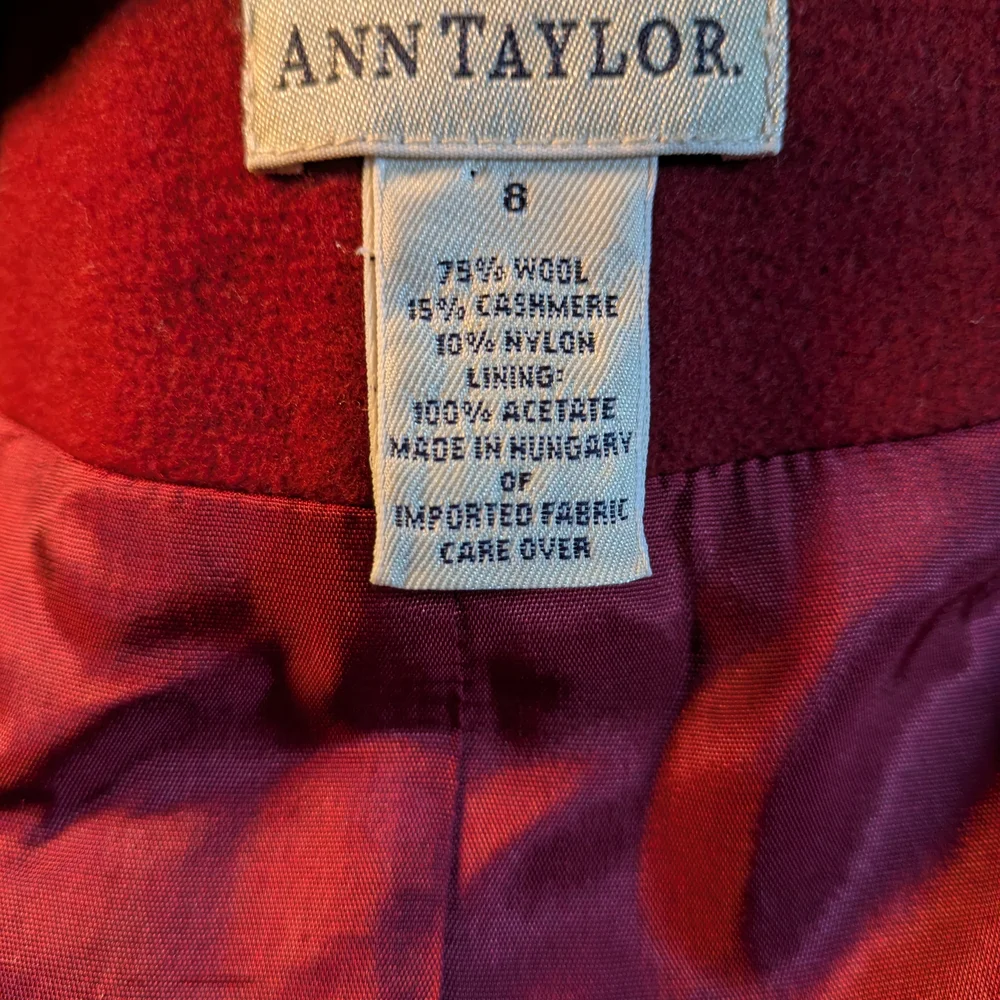 ANN TAYLOR.
8
75% WOOL
15% CASHMERE
10% NYLON
LINING:
100% ACETATE
MADE IN HUNGARY
OF
IMPORTED FABRIC
CARE OVER